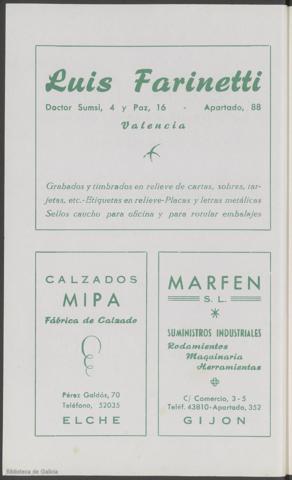 Luis Farinetti
Doctor Sumsi, 4 y Paz, 16 - Apartado, 88
Valencia
Grabados y timbrados en relieve de cartas, sobres, tar-
jetas, etc.-Etiquetas en relieve-Placas y letras metálicas
Sellos caucho para oficina y para rotular embalajes
CALZADOS
MIPA
Fábrica de Calzado
Pérez Galdós, 70
Teléfono, 52035
ELCHE
MARFEN
S. L.
SUMINISTROS INDUSTRIALES
Rodamientos
Maquinaria
Herramientas
C/ Comercio, 3-5
Teléf. 43810-Apartado, 352
GIJON
Biblioteca de Galicia